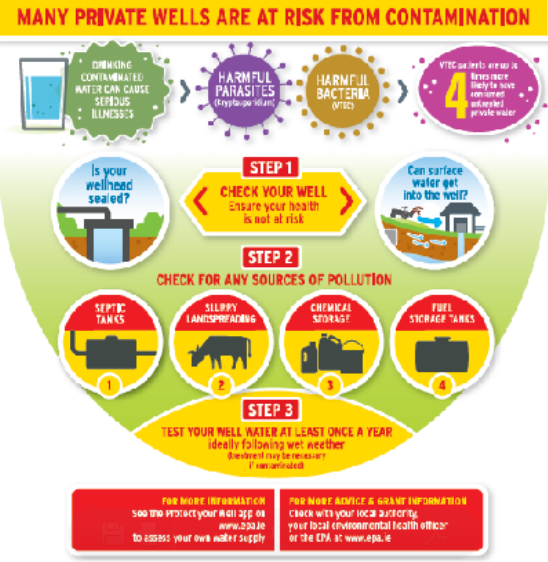 MANY PRIVATE WELLS ARE AT RISK FROM CONTAMINATION
DRINKING
CONTAMINATED
WATER CAN CAUSE
SERIOUS
ILLNESSES
HARMFUL
PARASITES
(Cryptosporidium)
HARMFUL
BACTERIA
(VTEC)
VTEC patients are up to
4 times more
likely to have
consumed
untreated
private water
STEP 1
Is your
wellhead
sealed?
CHECK YOUR WELL
Ensure your health
is not at risk
Can surface
water get
into the well?
STEP 2
CHECK FOR ANY SOURCES OF POLLUTION
SEPTIC
TANKS
1
SLURRY
LANDSPREADING
2
CHEMICAL
STORAGE
3
FUEL
STORAGE TANKS
4
STEP 3
TEST YOUR WELL WATER AT LEAST ONCE A YEAR
ideally following wet weather
(treatment may be necessary
if contaminated)
FOR MORE INFORMATION
See the Protect your Well app on
www.epa.ie
to assess your own water supply
FOR MORE ADVICE & GRANT INFORMATION
Check with your local authority,
your local environmental health officer
or the EPA at www.epa.ie